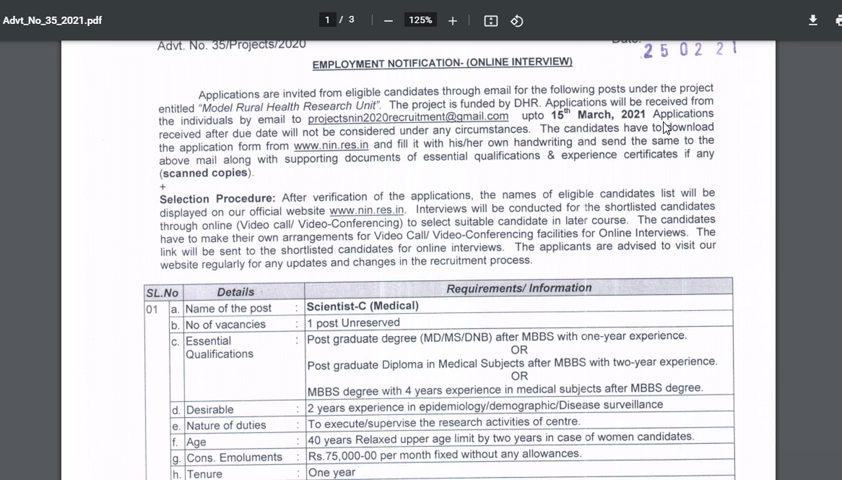 Advt_No_35_2021.pdf
1 / 3
125%
Advt. No. 35/Projects/2020
Date:
25 02 21
EMPLOYMENT NOTIFICATION- (ONLINE INTERVIEW)
Applications are invited from eligible candidates through email for the following posts under the project
entitled "Model Rural Health Research Unit". The project is funded by DHR. Applications will be received from
the individuals by email to projectsnin2020recruitment@gmail.com upto 15th March, 2021 Applications
received after due date will not be considered under any circumstances. The candidates have to download
the application form from www.nin.res.in and fill it with his/her own handwriting and send the same to the
above mail along with supporting documents of essential qualifications & experience certificates if any
(scanned copies).
+
Selection Procedure: After verification of the applications, the names of eligible candidates list will be
displayed on our official website www.nin.res.in. Interviews will be conducted for the shortlisted candidates
through online (Video call/ Video-Conferencing) to select suitable candidate in later course. The candidates
have to make their own arrangements for Video Call/ Video-Conferencing facilities for Online Interviews. The
link will be sent to the shortlisted candidates for online interviews. The applicants are advised to visit our
website regularly for any updates and changes in the recruitment process.
SL.No Details Requirements/ Information
01 a. Name of the post : Scientist-C (Medical)
b. No of vacancies : 1 post Unreserved
c. Essential : Post graduate degree (MD/MS/DNB) after MBBS with one-year experience.
Qualifications OR
Post graduate Diploma in Medical Subjects after MBBS with two-year experience.
OR
MBBS degree with 4 years experience in medical subjects after MBBS degree.
d. Desirable : 2 years experience in epidemiology/demographic/Disease surveillance
e. Nature of duties : To execute/supervise the research activities of centre.
f. Age : 40 years Relaxed upper age limit by two years in case of women candidates.
g. Cons. Emoluments : Rs.75,000-00 per month fixed without any allowances.
h. Tenure : One year